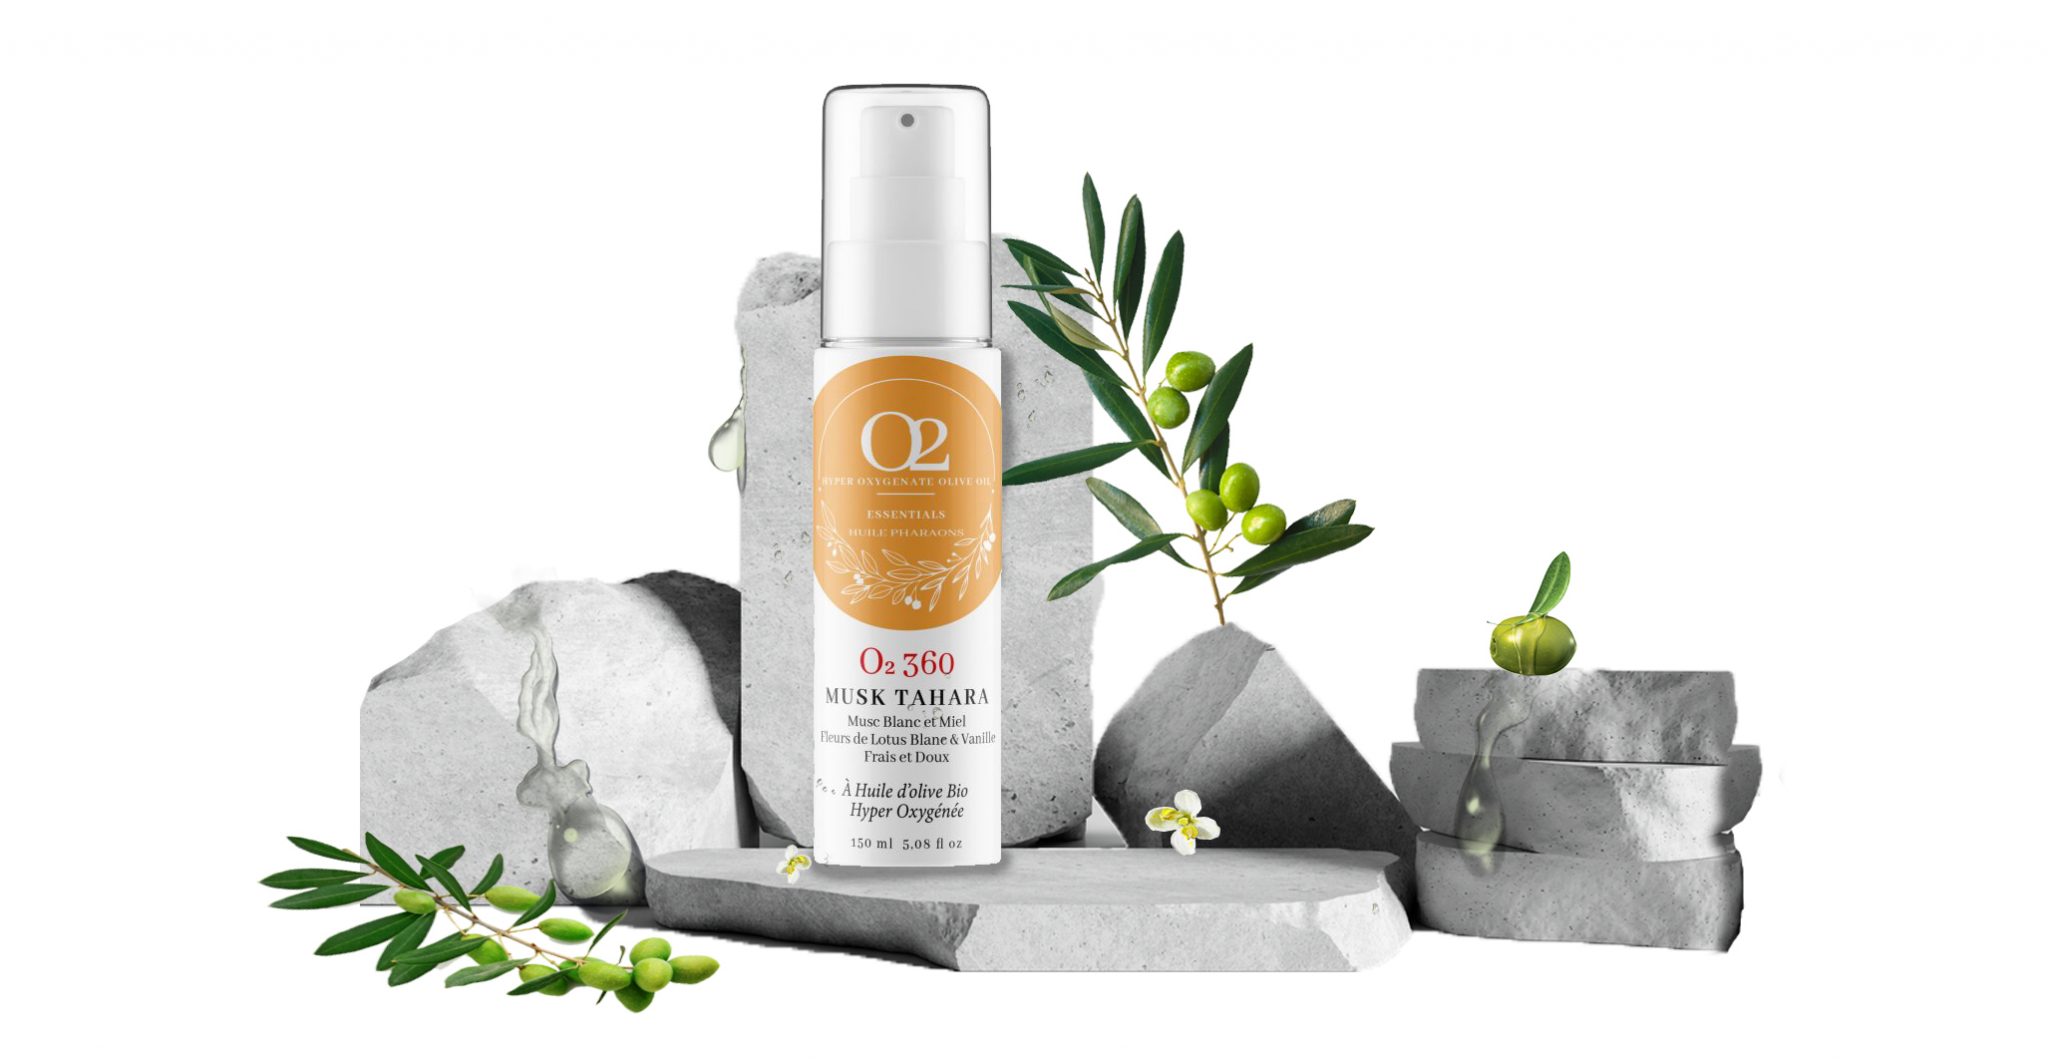 O2
HYPER OXYGENATE OLIVE OIL
ESSENTIALS
HUILE PHARAONS
O2 360
MUSK TAHARA
Musc Blanc et Miel
Fleurs de Lotus Blanc & Vanille
Frais et Doux
À Huile d'olive Bio
Hyper Oxygénée
150 ml 5.08 fl oz